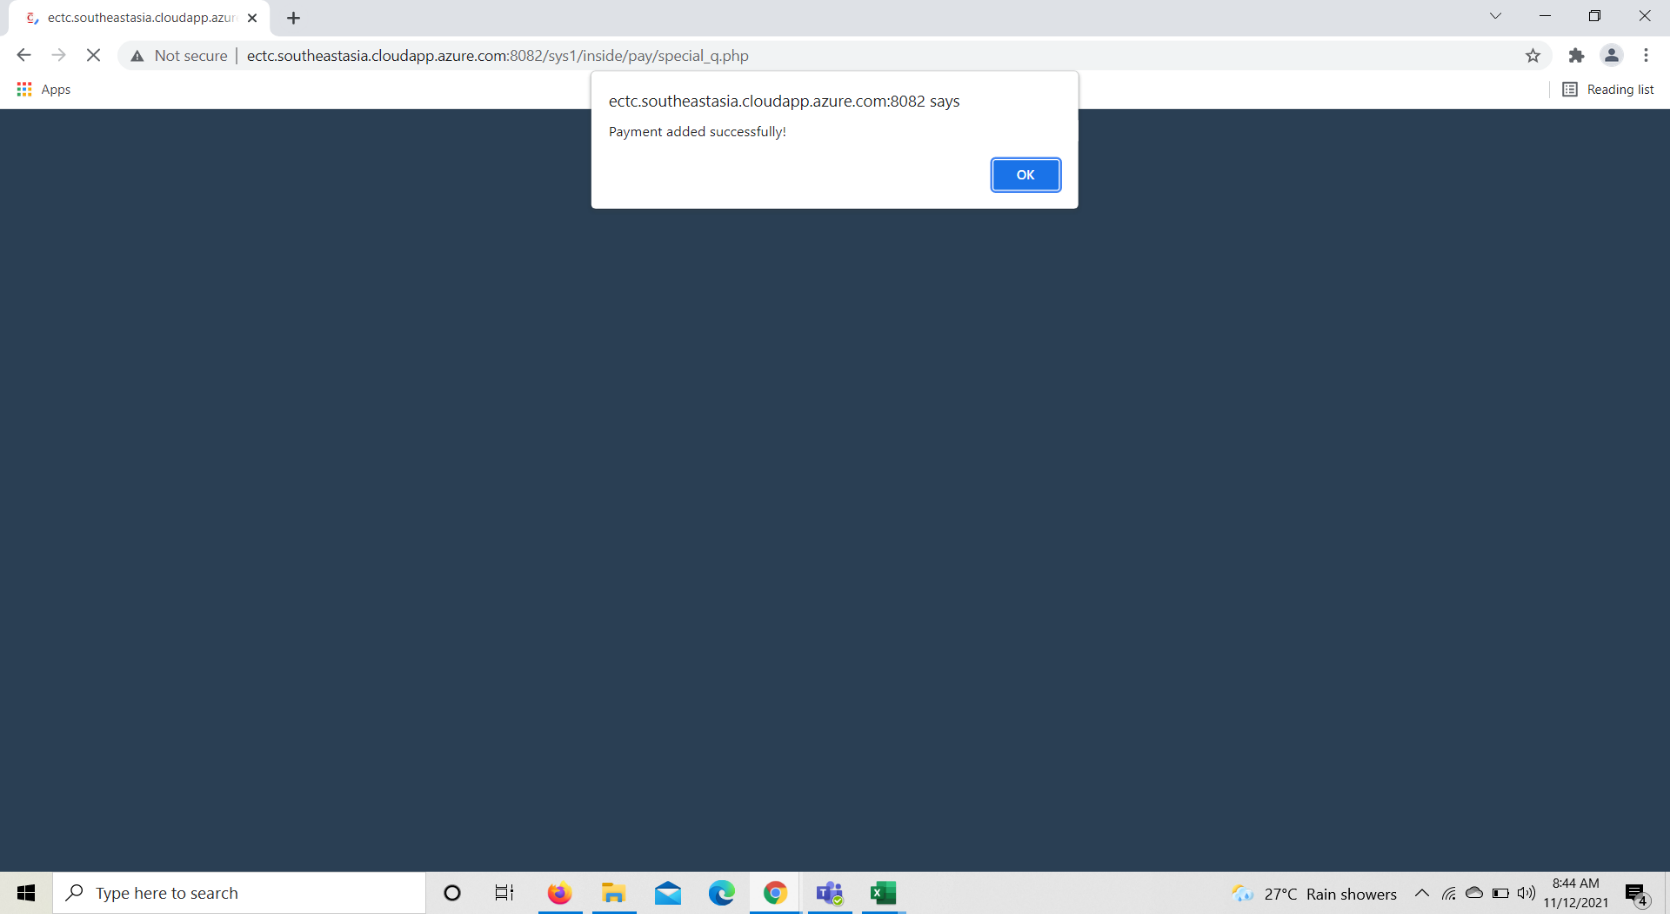 ectc.southeastasia.cloudapp.azur
Not secure | ectc.southeastasia.cloudapp.azure.com:8082/sys1/inside/pay/special_q.php
Apps
Reading list
ectc.southeastasia.cloudapp.azure.com:8082 says
Payment added successfully!
OK
Type here to search
27°C Rain showers
8:44 AM
11/12/2021
4